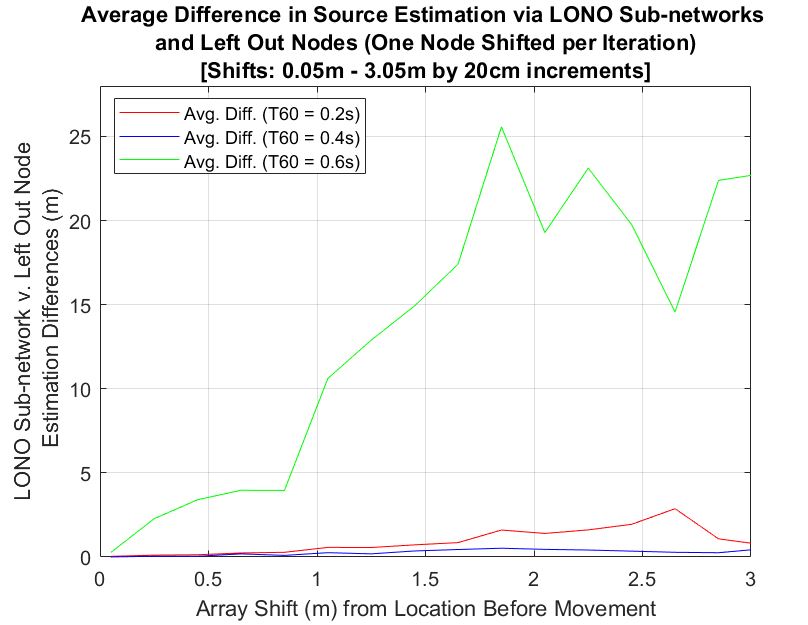 Average Difference in Source Estimation via LONO Sub-networks
and Left Out Nodes (One Node Shifted per Iteration)
[Shifts: 0.05m - 3.05m by 20cm increments]
Avg. Diff. (T60 = 0.2s)
Avg. Diff. (T60 = 0.4s)
Avg. Diff. (T60 = 0.6s)
LONO Sub-network v. Left Out Node
Estimation Differences (m)
25
20
15
10
5
0
0 0.5 1 1.5 2 2.5 3
Array Shift (m) from Location Before Movement